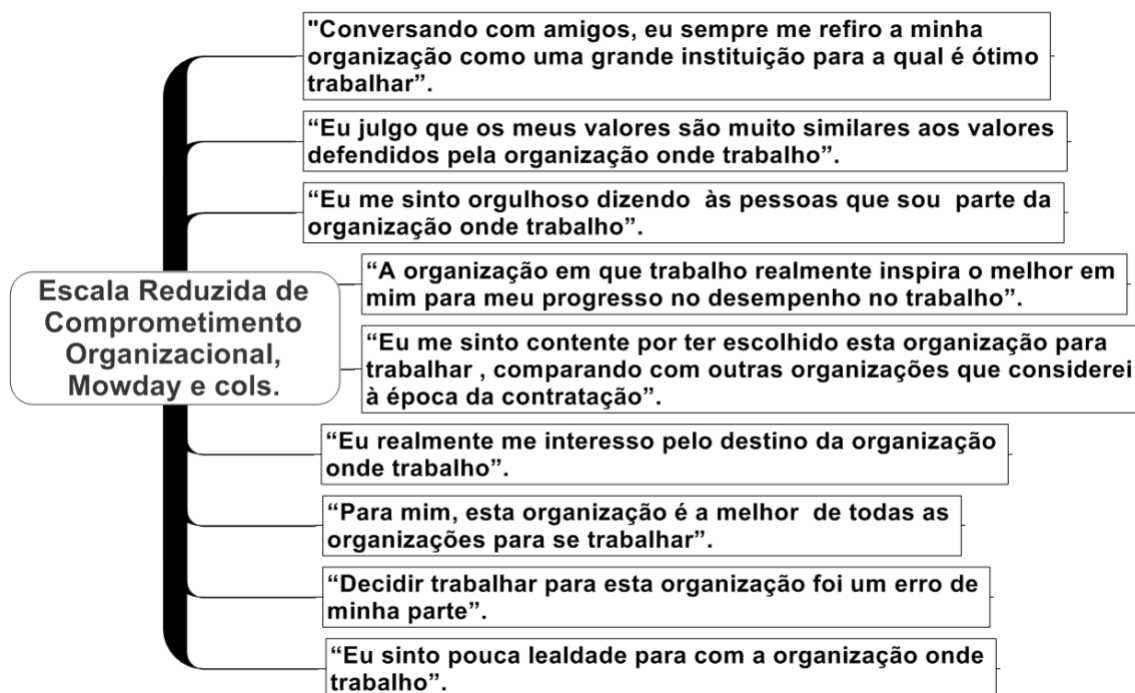 "Conversando com amigos, eu sempre me refiro a minha
organização como uma grande instituição para a qual é ótimo
trabalhar”.
“Eu julgo que os meus valores são muito similares aos valores
defendidos pela organização onde trabalho”.
“Eu me sinto orgulhoso dizendo às pessoas que sou parte da
organização onde trabalho”.
Escala Reduzida de
Comprometimento
Organizacional,
Mowday e cols.
“A organização em que trabalho realmente inspira o melhor em
mim para meu progresso no desempenho no trabalho”.
“Eu me sinto contente por ter escolhido esta organização para
trabalhar , comparando com outras organizações que considerei
à época da contratação”.
“Eu realmente me interesso pelo destino da organização
onde trabalho”.
“Para mim, esta organização é a melhor de todas as
organizações para se trabalhar”.
“Decidir trabalhar para esta organização foi um erro de
minha parte”.
“Eu sinto pouca lealdade para com a organização onde
trabalho”.